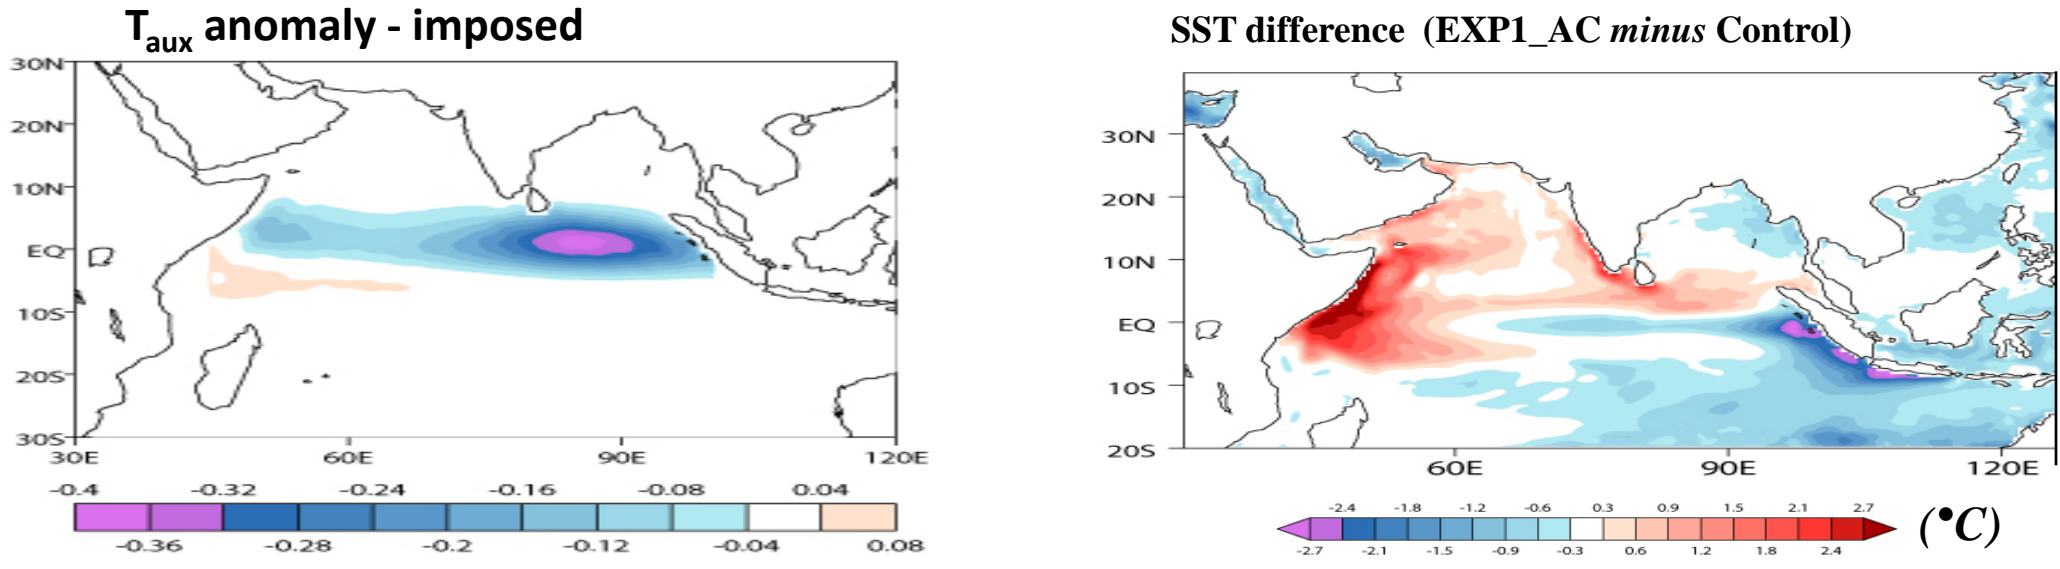 T_aux anomaly - imposed
SST difference (EXP1_AC minus Control)
30N
20N
10N
EQ
10S
20S
30S
30E 60E 90E 120E
-0.4 -0.32 -0.24 -0.16 -0.08 0.04
-0.36 -0.28 -0.2 -0.12 -0.04 0.08
30N
20N
10N
EQ
10S
20S
60E 90E 120E
-2.4 -1.8 -1.2 -0.6 0.3 0.9 1.5 2.1 2.7
-2.7 -2.1 -1.5 -0.9 -0.3 0.6 1.2 1.8 2.4
(•C)